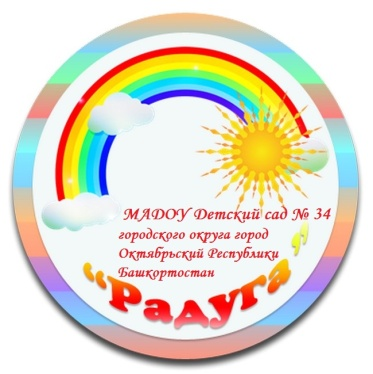 МАДОУ Детский сад № 34
городского округа город
Октябрьский Республики
Башкортостан
“Радуга”